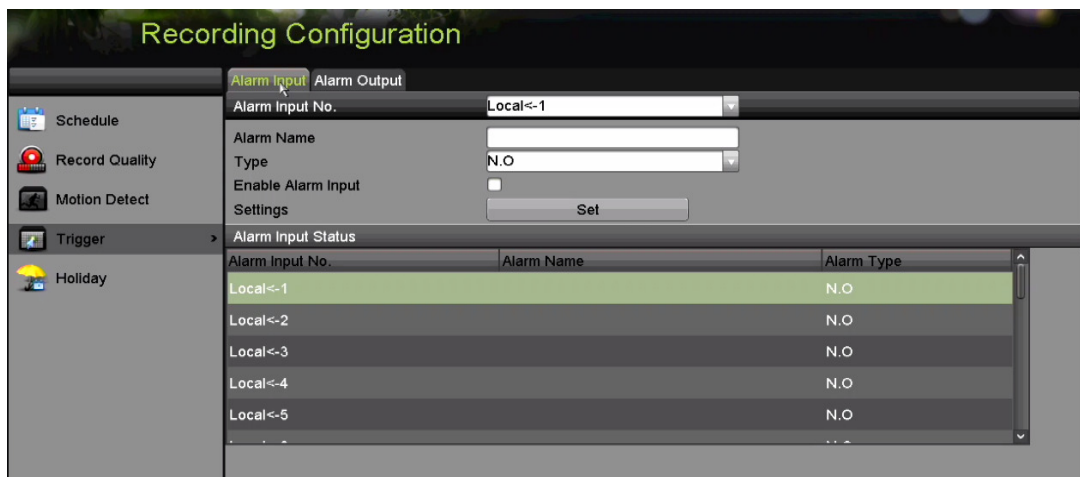 Recording Configuration
Alarm Input Alarm Output
Alarm Input No. Local<-1
Schedule
Alarm Name
Record Quality
Type N.O
Enable Alarm Input
Motion Detect
Settings Set
Trigger >
Alarm Input Status
Alarm Input No. Alarm Name Alarm Type
Holiday
Local<-1 N.O
Local<-2 N.O
Local<-3 N.O
Local<-4 N.O
Local<-5 N.O